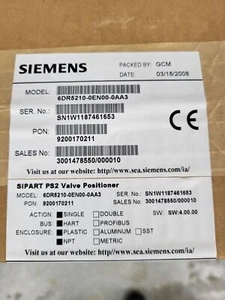 SIEMENS
PACKED BY: GCM
DATE: 03/18/2008
MODEL: 6DR5210-0EN00-0AA3
SER. No.: SN1W1187461653
PON: 9200170211
SALES No: 3001478550/000010
http://www.sea.siemens.com/ia/
SIPART PS2 Valve Positioner
6DR5210-0EN00-0AA3 SER. No: SN1W1187461653
PON: 9200170211 SALES No: 3001478550/000010
ACTION: SINGLE DOUBLE SW: SW:4.00.00
BUS: HART PROFIBUS
ENCLOSURE: PLASTIC ALUMINUM SST
NPT METRIC
http://www.sea.siemens.com/ia/